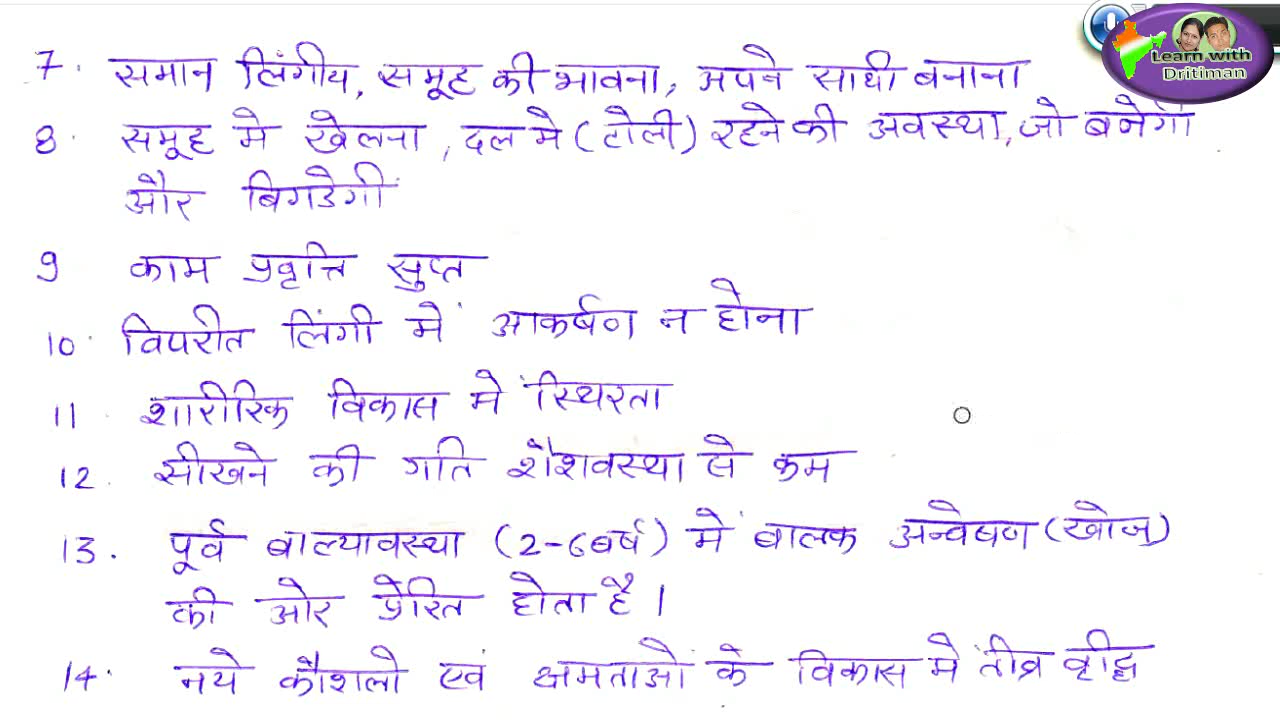 Learn with
Dritiman
7. समान लिंगीय, समूह की भावना, अपने साथी बनाना
8. समूह मे खेलना, दल मे (टोली) रहने की अवस्था, जो बनेगी
और बिगडेगी
9 काम प्रवृत्ति सुप्त
10. विपरीत लिंगी में आकर्षण न होना
11 शारीरिक विकास में स्थिरता
12. सीखने की गति शैशवस्था से कम
13. पूर्व बाल्यावस्था (2-6 वर्ष) में बालक अन्वेषण (खोज)
की ओर प्रेरित होता है।
14. नये कौशलो एवं क्षमताओं के विकास मे तीव्र वृद्धि